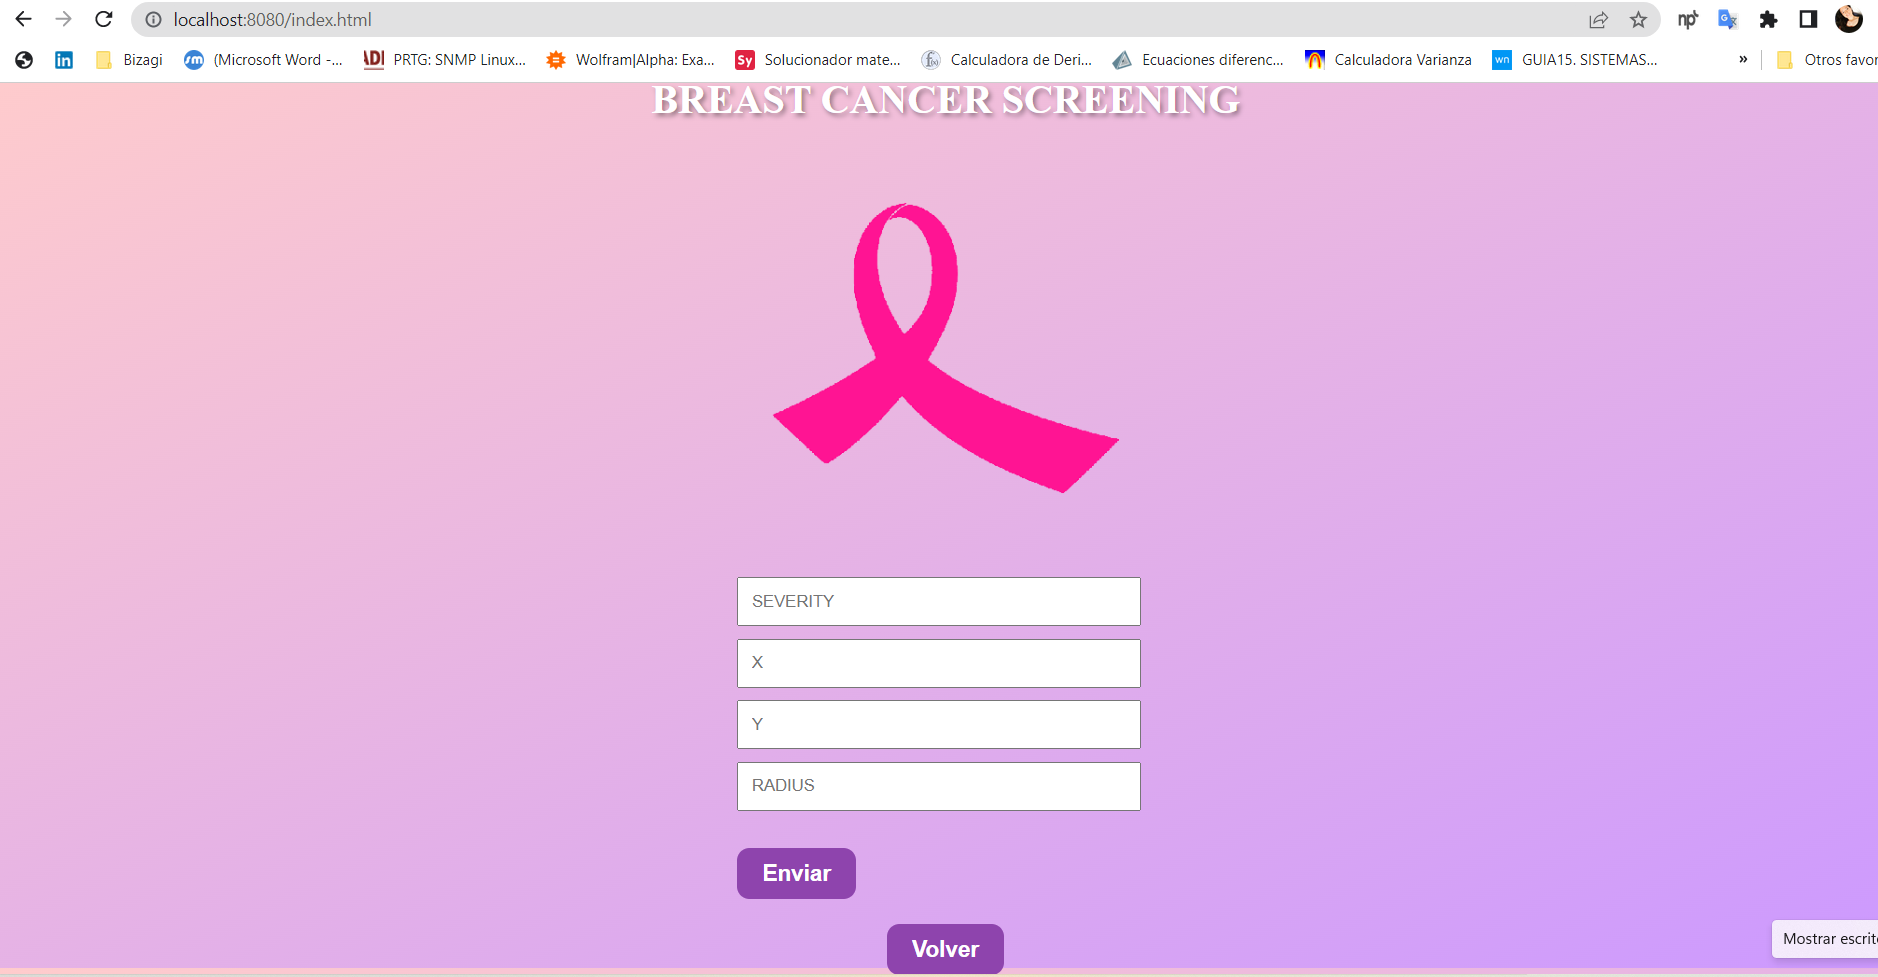 localhost:8080/index.html
Bizagi
(Microsoft Word -...
PRTG: SNMP Linux...
Wolfram|Alpha: Exa...
Solucionador mate...
Calculadora de Deri...
Ecuaciones diferenc...
Calculadora Varianza
GUIA15. SISTEMAS...
»
Otros favor
BREAST CANCER SCREENING
SEVERITY
X
Y
RADIUS
Enviar
Volver
Mostrar escrit